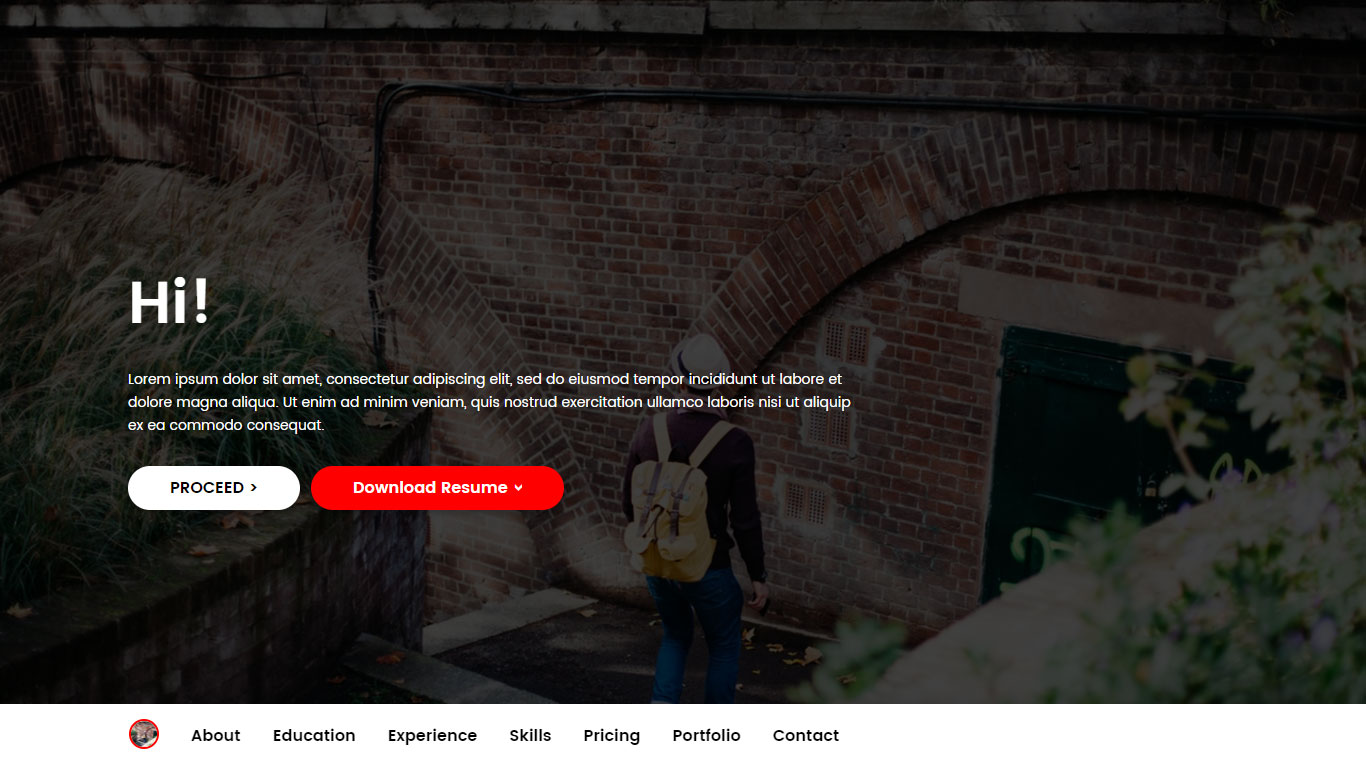 Hi!
Lorem ipsum dolor sit amet, consectetur adipiscing elit, sed do eiusmod tempor incididunt ut labore et
dolore magna aliqua. Ut enim ad minim veniam, quis nostrud exercitation ullamco laboris nisi ut aliquip
ex ea commodo consequat.
PROCEED >
Download Resume
About Education Experience Skills Pricing Portfolio Contact